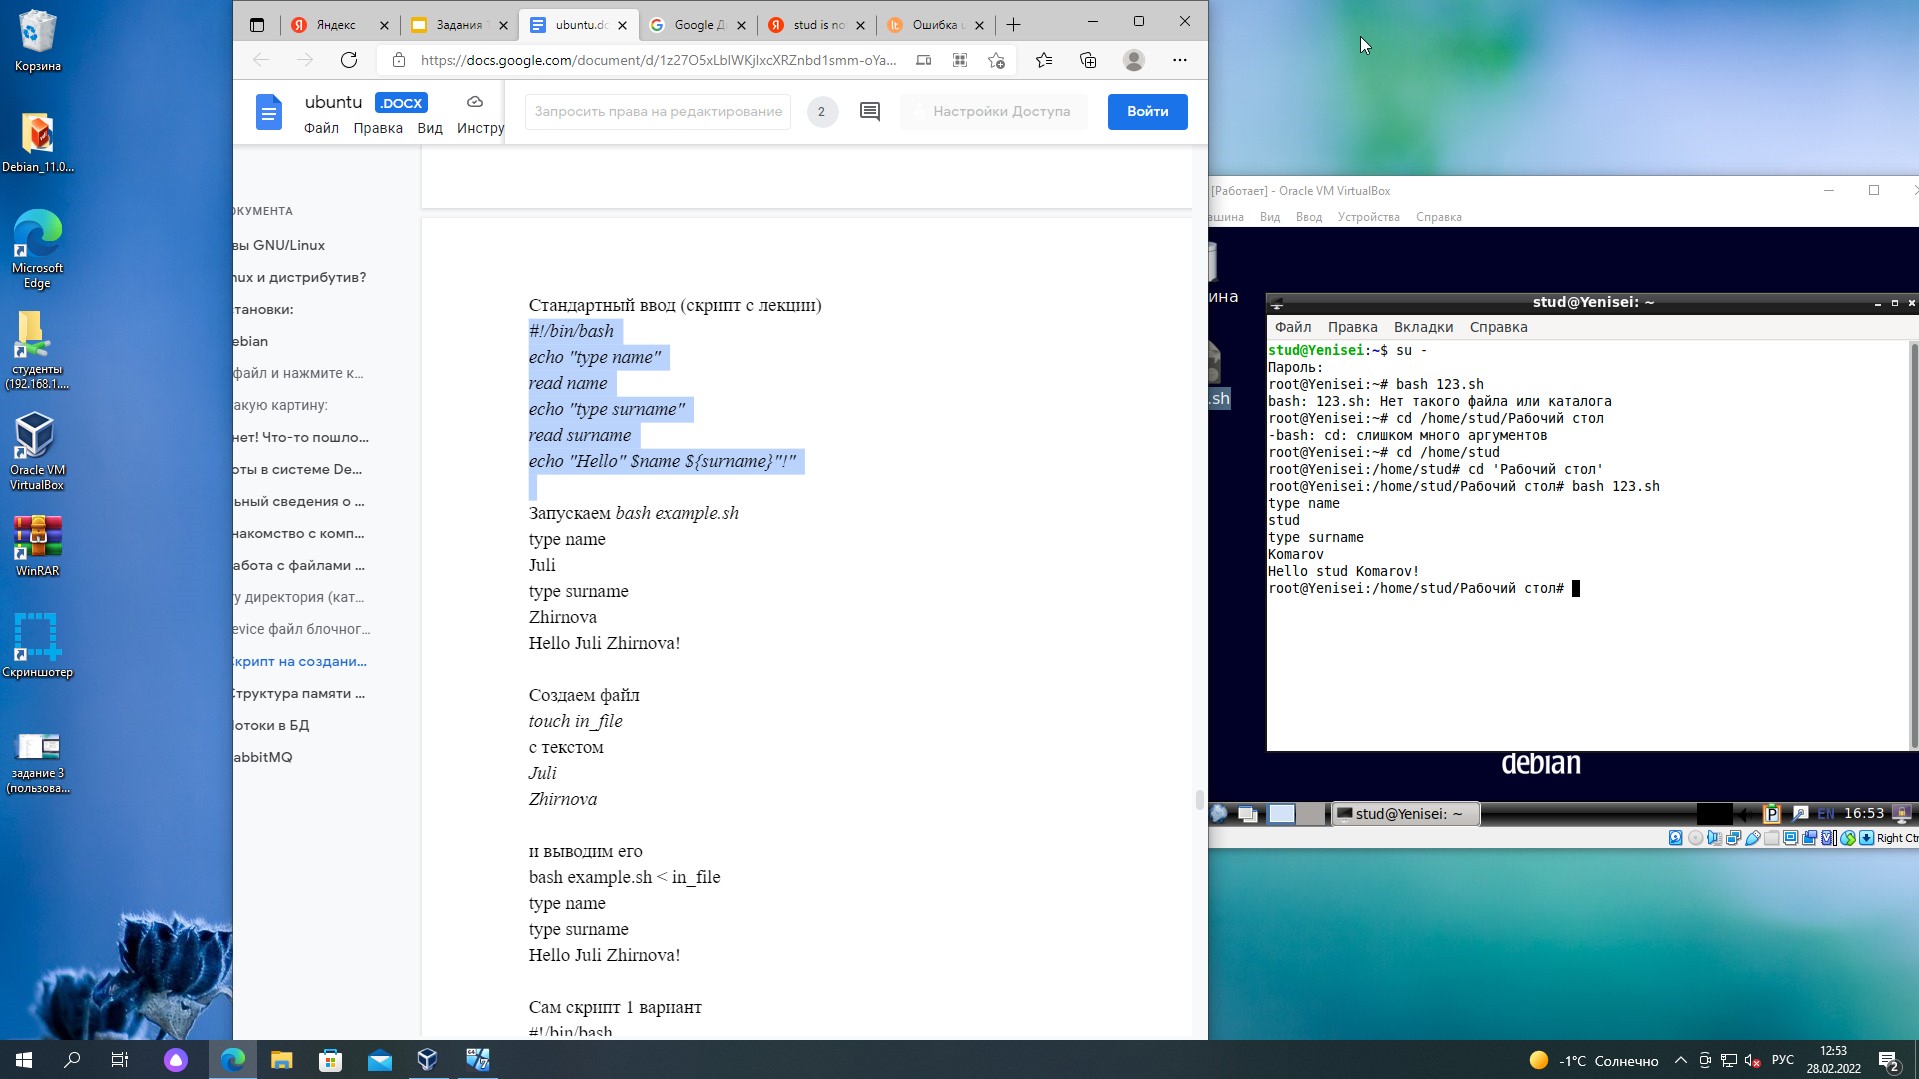 Корзина
Debian_11.0...
Microsoft
Edge
студенты
(192.168.1....
Oracle VM
VirtualBox
WinRAR
Скриншотер
задание 3
(пользова...
Яндекс
Задания
ubuntu.do
Google Д
stud is no
Ошибка
https://docs.google.com/document/d/1z27O5xLblWKjlxcXRZnbd1smm-oYa...
ubuntu .DOCX
Файл Правка Вид Инстру
Запросить права на редактирование
2
Настройки Доступа
Войти
ОКУМЕНТА
вы GNU/Linux
nux и дистрибутив?
тановки:
ebian
файл и нажмите к...
акую картину:
нет! Что-то пошло...
оты в системе De...
ьный сведения о ...
накомство с комп...
абота с файлами ...
ту директория (кат...
evice файл блочног...
Скрипт на создани...
Структура памяти ...
Потоки в БД
abbitMQ
Стандартный ввод (скрипт с лекции)
#!/bin/bash
echo "type name"
read name
echo "type surname"
read surname
echo "Hello" $name ${surname}"!"
Запускаем bash example.sh
type name
Juli
type surname
Zhirnova
Hello Juli Zhirnova!
Создаем файл
touch in_file
с текстом
Juli
Zhirnova
и выводим его
bash example.sh < in_file
type name
type surname
Hello Juli Zhirnova!
Сам скрипт 1 вариант
#!/bin/bash
[Работает] - Oracle VM VirtualBox
ашина Вид Ввод Устройства Справка
ина
.sh
stud@Yenisei: ~
Файл Правка Вкладки Справка
stud@Yenisei:~$ su -
Пароль:
root@Yenisei:~# bash 123.sh
bash: 123.sh: Нет такого файла или каталога
root@Yenisei:~# cd /home/stud/Рабочий стол
-bash: cd: слишком много аргументов
root@Yenisei:~# cd /home/stud
root@Yenisei:/home/stud# cd 'Рабочий стол'
root@Yenisei:/home/stud/Рабочий стол# bash 123.sh
type name
stud
type surname
Komarov
Hello stud Komarov!
root@Yenisei:/home/stud/Рабочий стол#
debian
stud@Yenisei: ~
EN 16:53
Right Ctr
-1°C Солнечно
РУС
12:53
28.02.2022
2